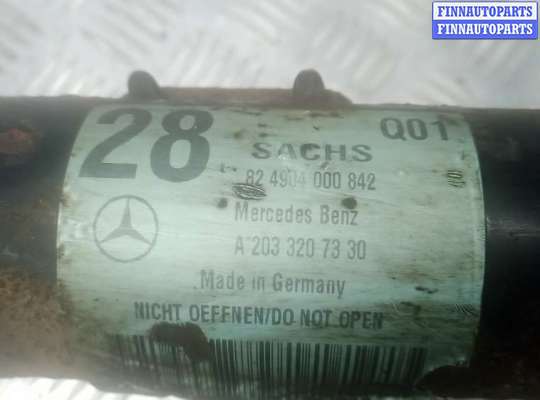 FINNAUTOPARTS
FINNAUTOPARTS
28
Q01
SACHS
82 4904 000 842
Mercedes Benz
A 203 320 73 30
Made in Germany
NICHT OEFFNEN/DO NOT OPEN